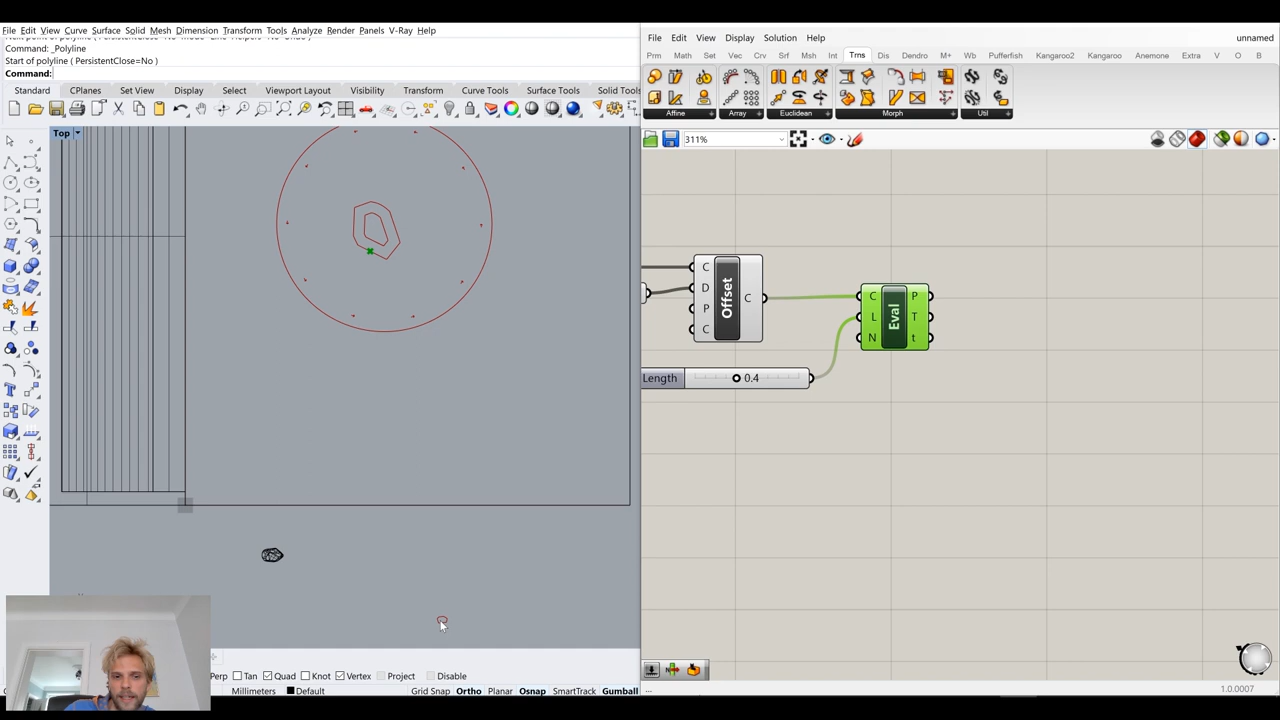 File Edit View Curve Surface Solid Mesh Dimension Transform Tools Analyze Render Panels V-Ray Help
Command: _Polyline
Start of polyline ( PersistentClose=No )
Command:
Standard CPlanes Set View Display Select Viewport Layout Visibility Transform Curve Tools Surface Tools Solid Tools
Top
Perp Tan Quad Knot Vertex Project Disable
Millimeters Default Grid Snap Ortho Planar Osnap SmartTrack Gumball
File Edit View Display Solution Help unnamed
Prm Math Set Vec Crv Srf Msh Int Trns Dis Dendro M+ Wb Pufferfish Kangaroo2 Kangaroo Anemone Extra V O B
Affine Array Euclidean Morph Util
311%
C
D
P
C
Offset
C
C
L
N
Eval
P
T
t
Length 0.4
...
1.0.0007